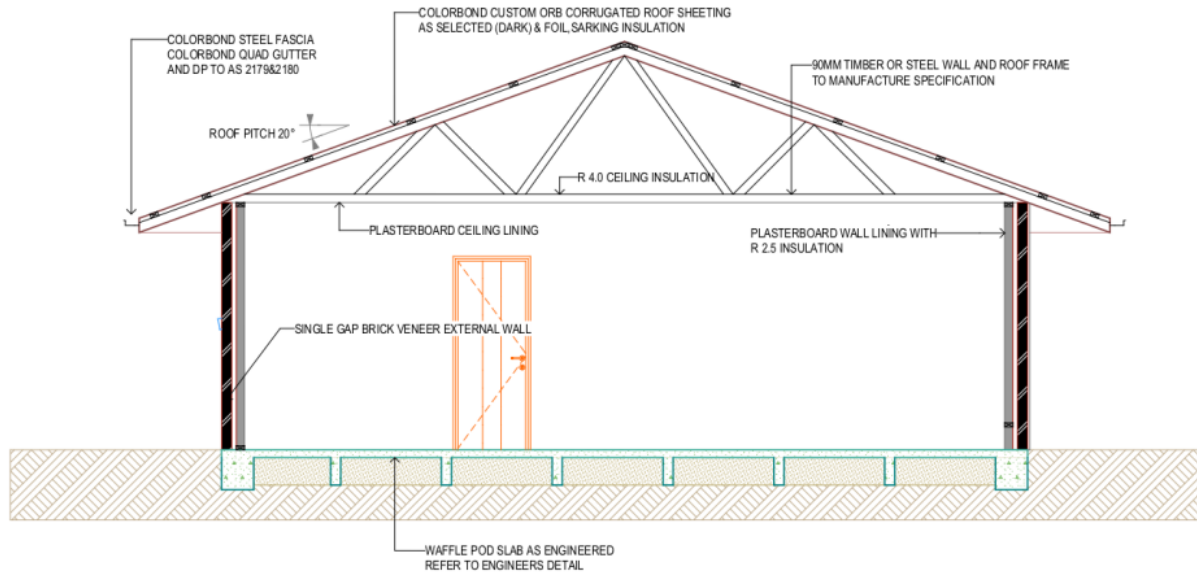 COLORBOND CUSTOM ORB CORRUGATED ROOF SHEETING
AS SELECTED (DARK) & FOIL,SARKING INSULATION
COLORBOND STEEL FASCIA
COLORBOND QUAD GUTTER
AND DP TO AS 2179&2180
90MM TIMBER OR STEEL WALL AND ROOF FRAME
TO MANUFACTURE SPECIFICATION
ROOF PITCH 20°
R 4.0 CEILING INSULATION
PLASTERBOARD CEILING LINING
PLASTERBOARD WALL LINING WITH
R 2.5 INSULATION
SINGLE GAP BRICK VENEER EXTERNAL WALL
WAFFLE POD SLAB AS ENGINEERED
REFER TO ENGINEERS DETAIL